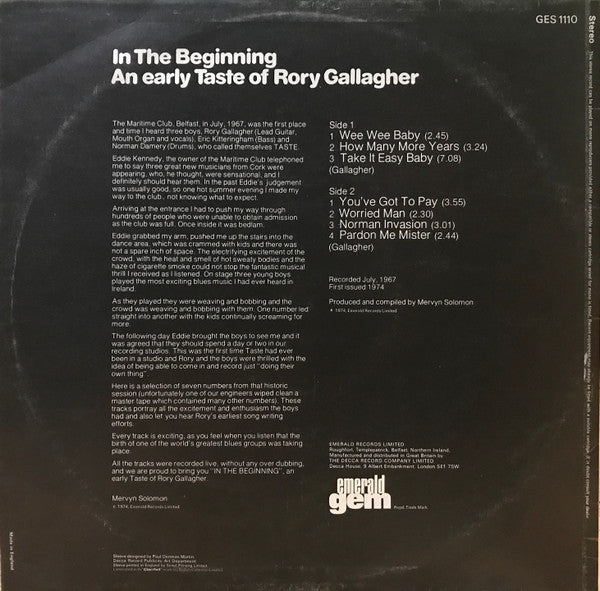 GES 1110
In The Beginning
An early Taste of Rory Gallagher
The Maritime Club, Belfast, in July, 1967, was the first place
and time I heard three boys, Rory Gallagher (Lead Guitar,
Mouth Organ and vocals), Eric Kitteringham (Bass) and
Norman Damery (Drums), who called themselves TASTE.
Eddie Kennedy, the owner of the Maritime Club telephoned
me to say three great new musicians from Cork were
appearing, who, he thought, were sensational, and I
definitely should hear them. In the past Eddie's judgement
was usually good, so one hot summer evening I made my
way to the club.. not knowing what to expect.
Arriving at the entrance I had to push my way through
hundreds of people who were unable to obtain admission
as the club was full. Once inside it was bedlam.
Eddie grabbed my arm, pushed me up the stairs into the
dance area, which was crammed with kids and there was
not a spare inch of space. The electrifying excitement of the
crowd, with the heat and smell of hot sweaty bodies and the
haze of cigarette smoke could not stop the fantastic musical
thrill I received as I listened. On stage three young boys
played the most exciting blues music I had ever heard in
Ireland.
As they played they were weaving and bobbing and the
crowd was weaving and bobbing with them. One number led
straight into another with the kids continually screaming for
more.
The following day Eddie brought the boys to see me and it
was agreed that they should spend a day or two in our
recording studios. This was the first time Taste had ever
been in a studio and Rory and the boys were thrilled with the
idea of being able to come in and record just "doing their
own thing".
Here is a selection of seven numbers from that historic
session (unfortunately one of our engineers wiped clean a
master tape which contained many other numbers). These
tracks portray all the excitement and enthusiasm the boys
had and also let you hear Rory's earliest song writing
efforts.
Every track is exciting, as you feel when you listen that the
birth of one of the world's greatest blues groups was taking
place.
All the tracks were recorded live, without any over dubbing,
and we are proud to bring you "IN THE BEGINNING", an
early Taste of Rory Gallagher.
Mervyn Solomon
© 1974, Emerald Records Limited
Side 1
1 Wee Wee Baby (2.45)
2 How Many More Years (3.24)
3 Take It Easy Baby (7.08)
(Gallagher)
Side 2
1 You've Got To Pay (3.55)
2 Worried Man (2.30)
3 Norman Invasion (3.01)
4 Pardon Me Mister (2.44)
(Gallagher)
Recorded July, 1967
First issued 1974
Produced and compiled by Mervyn Solomon
℗ 1974, Emerald Records Limited
EMERALD RECORDS LIMITED
Roughfort, Templepatrick, Belfast, Northern Ireland,
Manufactured and distributed in Great Britain by
THE DECCA RECORD COMPANY LIMITED
Decca House, 9 Albert Embankment, London SE1 7SW
emerald
gem
Regd. Trade Mark
Sleeve designed by Paul Denness Martin
Decca Record Publicity Art Department
Sleeve printed in England by
Made in England
Stereo